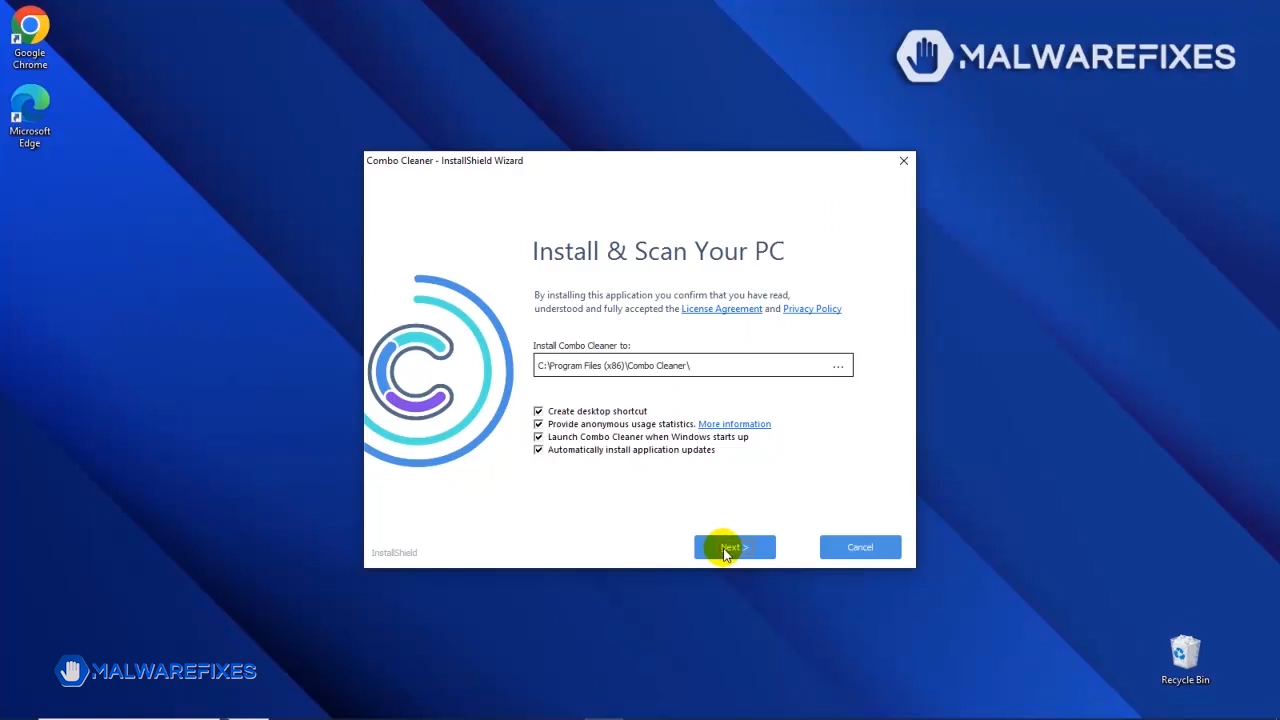 Google
Chrome
MALWAREFIXES
Microsoft
Edge
Combo Cleaner - InstallShield Wizard
Install & Scan Your PC
By installing this application you confirm that you have read,
understood and fully accepted the License Agreement and Privacy Policy
Install Combo Cleaner to:
C:\Program Files (x86)\Combo Cleaner\ ...
Create desktop shortcut
Provide anonymous usage statistics. More information
Launch Combo Cleaner when Windows starts up
Automatically install application updates
Next >
Cancel
InstallShield
MALWAREFIXES
Recycle Bin